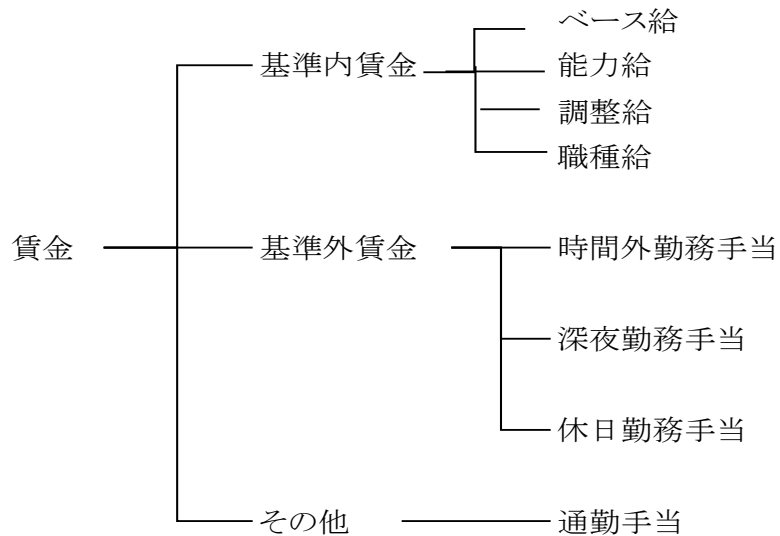 ベース給
基準内賃金
能力給
調整給
職種給
賃金
基準外賃金
時間外勤務手当
深夜勤務手当
休日勤務手当
その他
通勤手当